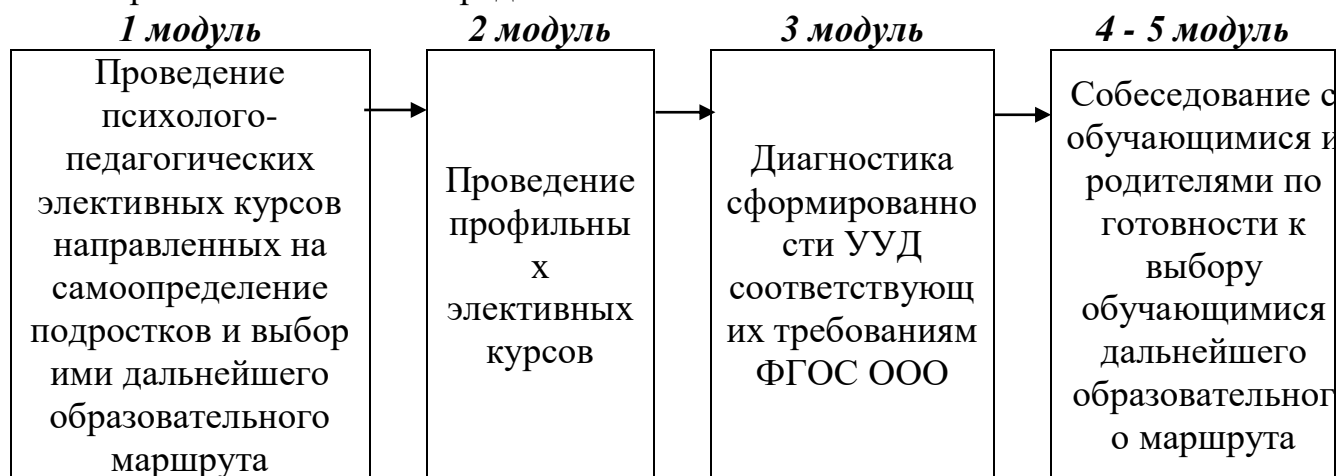 1 модуль
Проведение
психолого-
педагогических
элективных курсов
направленных на
самоопределение
подростков и выбор
ими дальнейшего
образовательного
маршрута
2 модуль
Проведение
профильны
х
элективных
курсов
3 модуль
Диагностика
сформированно
сти УУД
соответствующ
их требованиям
ФГОС ООО
4 - 5 модуль
Собеседование с
обучающимися и
родителями по
готовности к
выбору
обучающимися
дальнейшего
образовательног
о маршрута